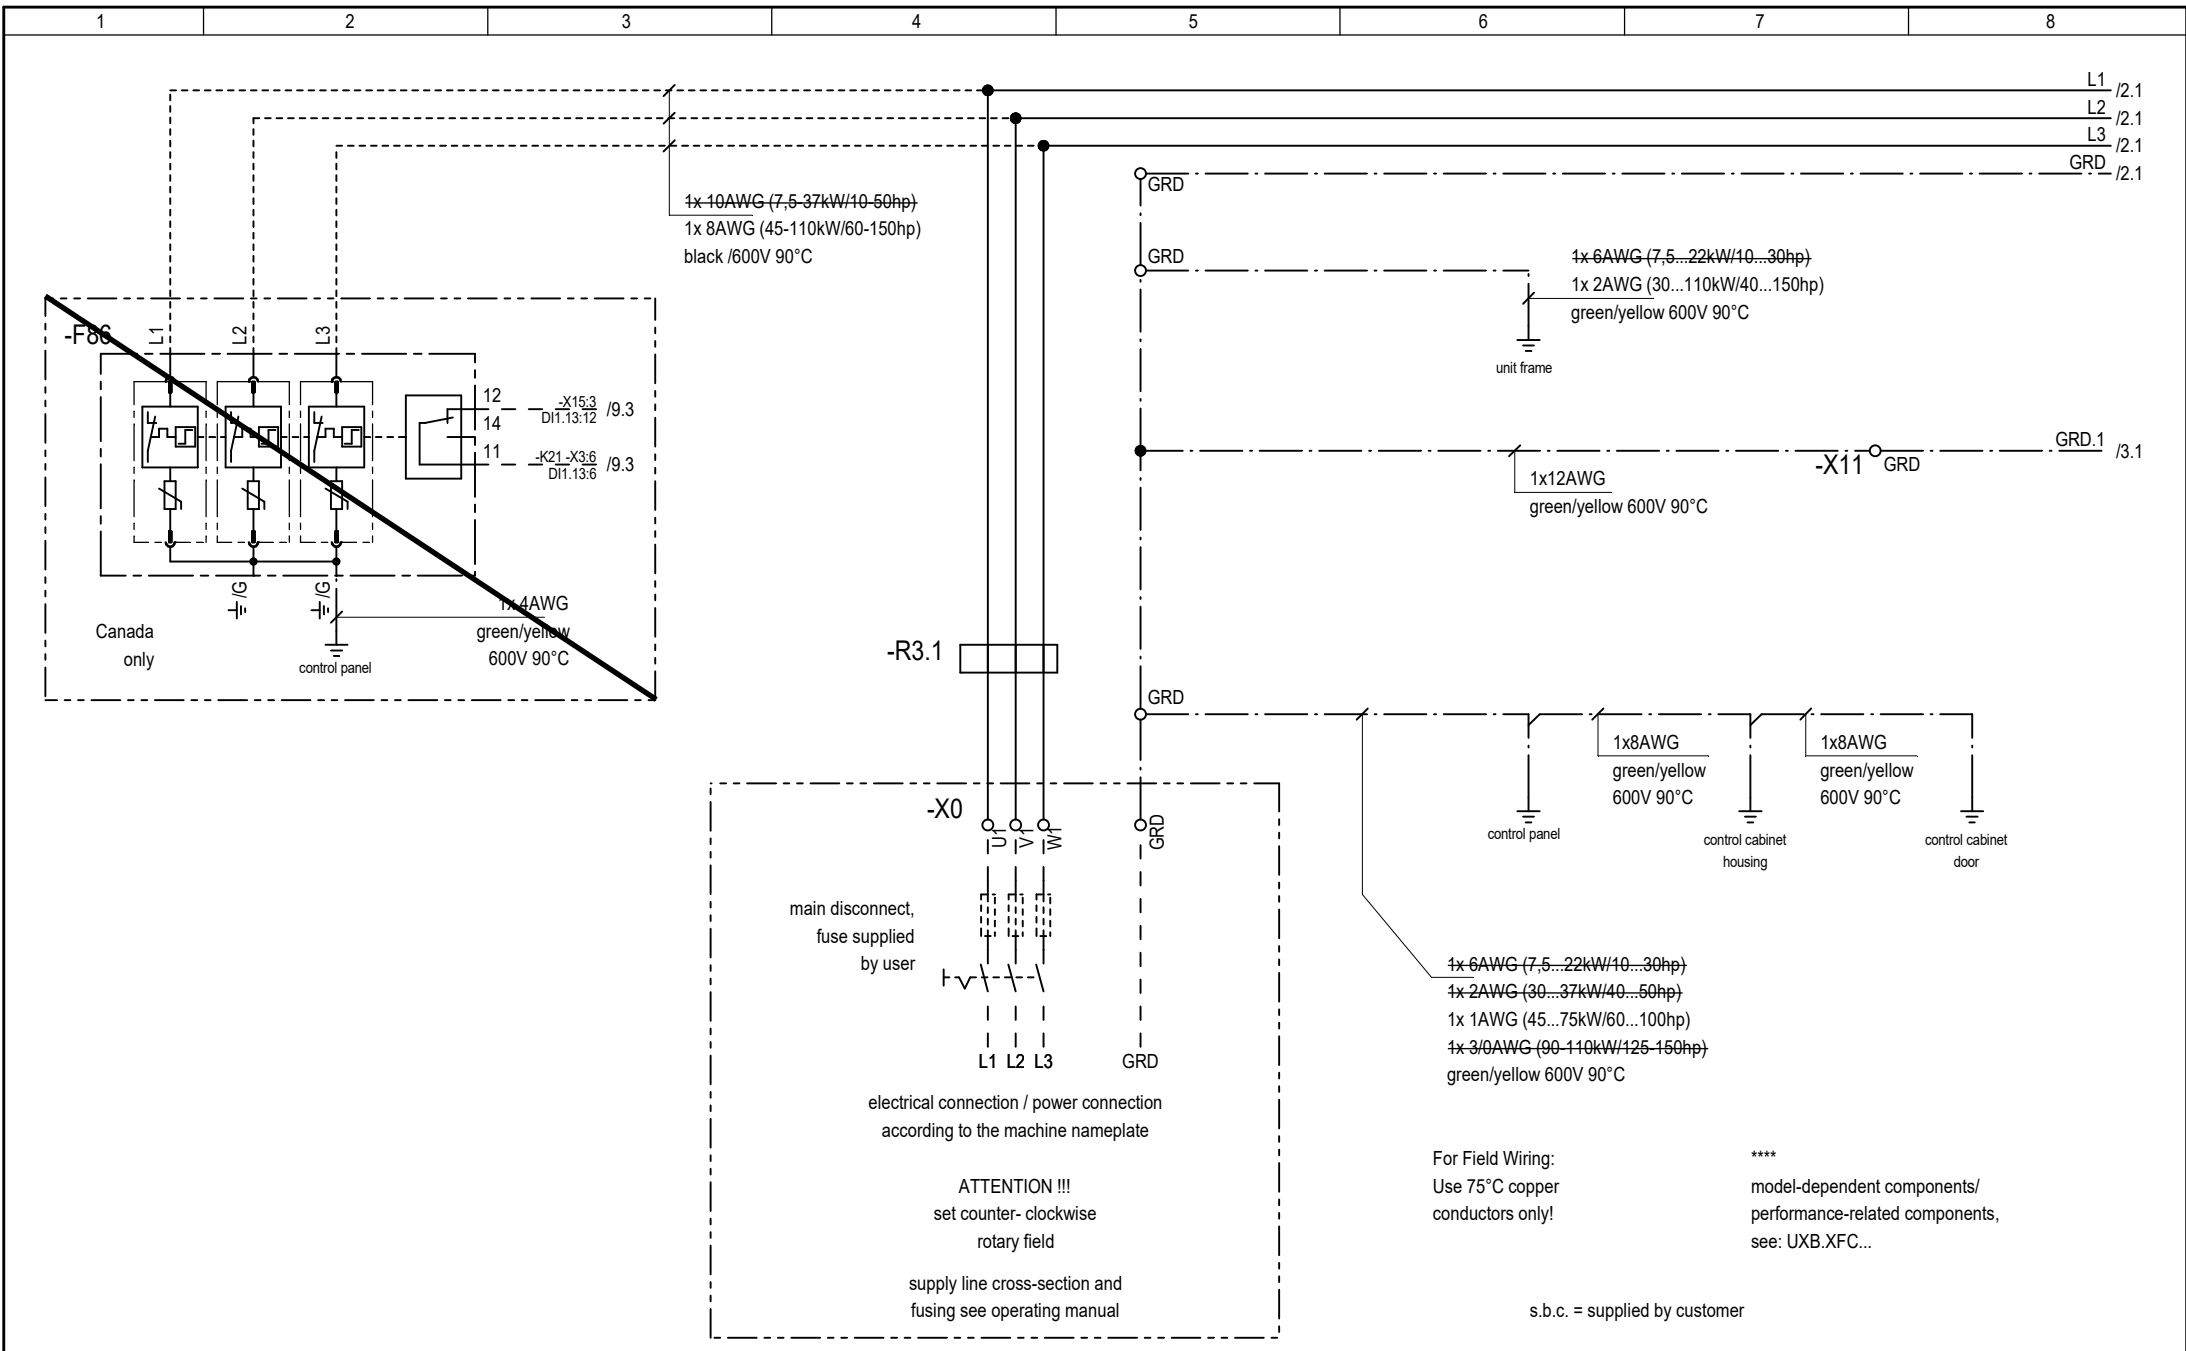 1 2 3 4 5 6 7 8
L1 /2.1
L2 /2.1
L3 /2.1
GRD /2.1
GRD
1x 10AWG (7,5-37kW/10-50hp)
1x 8AWG (45-110kW/60-150hp)
black /600V 90°C
GRD
1x 6AWG (7,5...22kW/10...30hp)
1x 2AWG (30...110kW/40...150hp)
green/yellow 600V 90°C
unit frame
-F86
L1 L2 L3
12 -X15:3 /9.3
DI1.13:12
14
11 -K21 -X3:6 /9.3
DI1.13:6
/G /G
1x 4AWG
green/yellow
600V 90°C
Canada
only
control panel
GRD.1 /3.1
-X11 GRD
1x12AWG
green/yellow 600V 90°C
-R3.1
GRD
1x8AWG
green/yellow
600V 90°C
1x8AWG
green/yellow
600V 90°C
control panel
control cabinet
housing
control cabinet
door
-X0
U1 V1 W1 GRD
main disconnect,
fuse supplied
by user
L1 L2 L3 GRD
1x 6AWG (7,5...22kW/10...30hp)
1x 2AWG (30...37kW/40...50hp)
1x 1AWG (45...75kW/60...100hp)
1x 3/0AWG (90-110kW/125-150hp)
green/yellow 600V 90°C
electrical connection / power connection
according to the machine nameplate
ATTENTION !!!
set counter- clockwise
rotary field
supply line cross-section and
fusing see operating manual
For Field Wiring:
Use 75°C copper
conductors only!
****
model-dependent components/
performance-related components,
see: UXB.XFC...
s.b.c. = supplied by customer